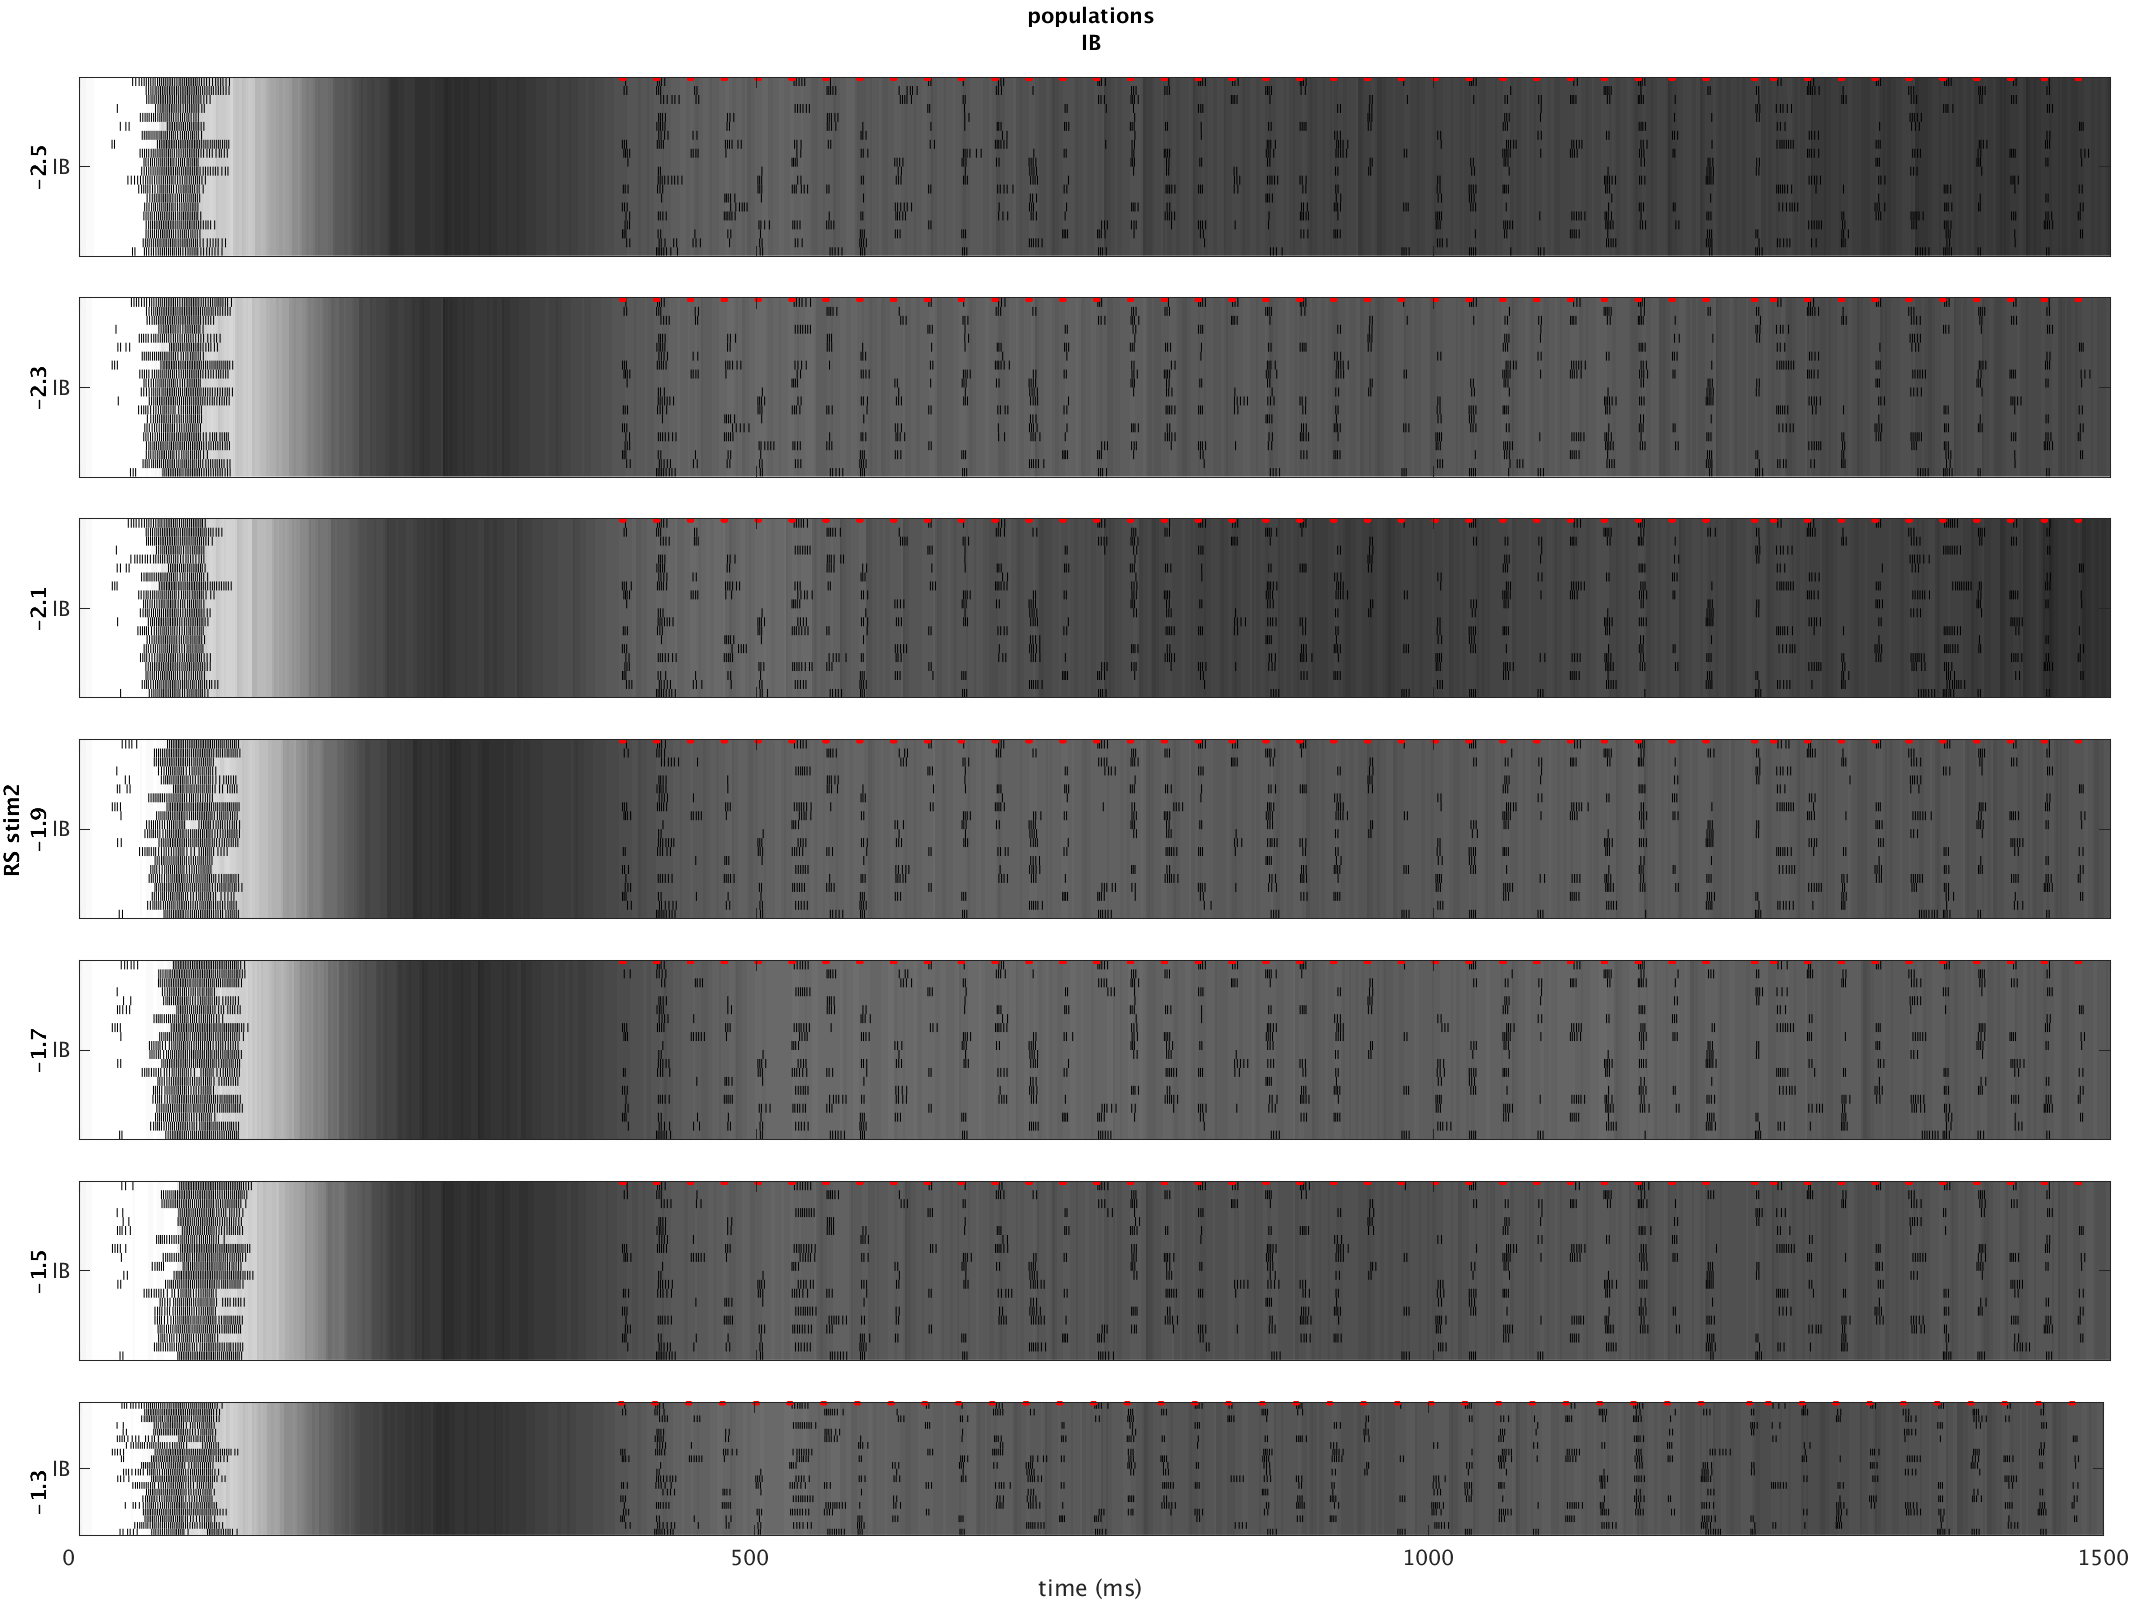 populations
IB
-2.5 IB
-2.3 IB
-2.1 IB
RS stim2
-1.9 IB
-1.7 IB
-1.5 IB
-1.3 IB
0 500 1000 1500
time (ms)